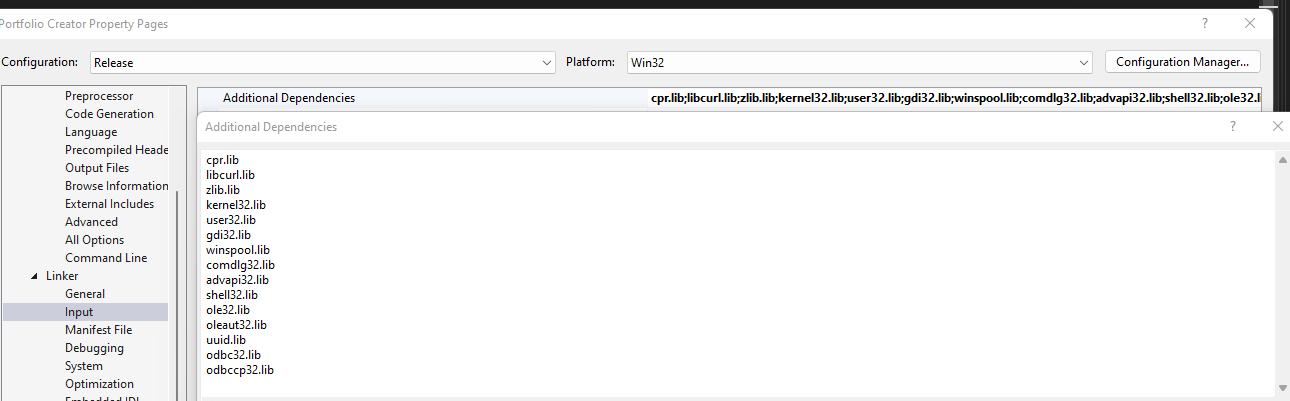 Portfolio Creator Property Pages
Configuration: Release Platform: Win32 Configuration Manager...
Preprocessor
Code Generation
Language
Precompiled Heade
Output Files
Browse Information
External Includes
Advanced
All Options
Command Line
Linker
General
Input
Manifest File
Debugging
System
Optimization
Embedded IDL
Additional Dependencies cpr.lib;libcurl.lib;zlib.lib;kernel32.lib;user32.lib;gdi32.lib;winspool.lib;comdlg32.lib;advapi32.lib;shell32.lib;ole32.li
Additional Dependencies
cpr.lib
libcurl.lib
zlib.lib
kernel32.lib
user32.lib
gdi32.lib
winspool.lib
comdlg32.lib
advapi32.lib
shell32.lib
ole32.lib
oleaut32.lib
uuid.lib
odbc32.lib
odbccp32.lib